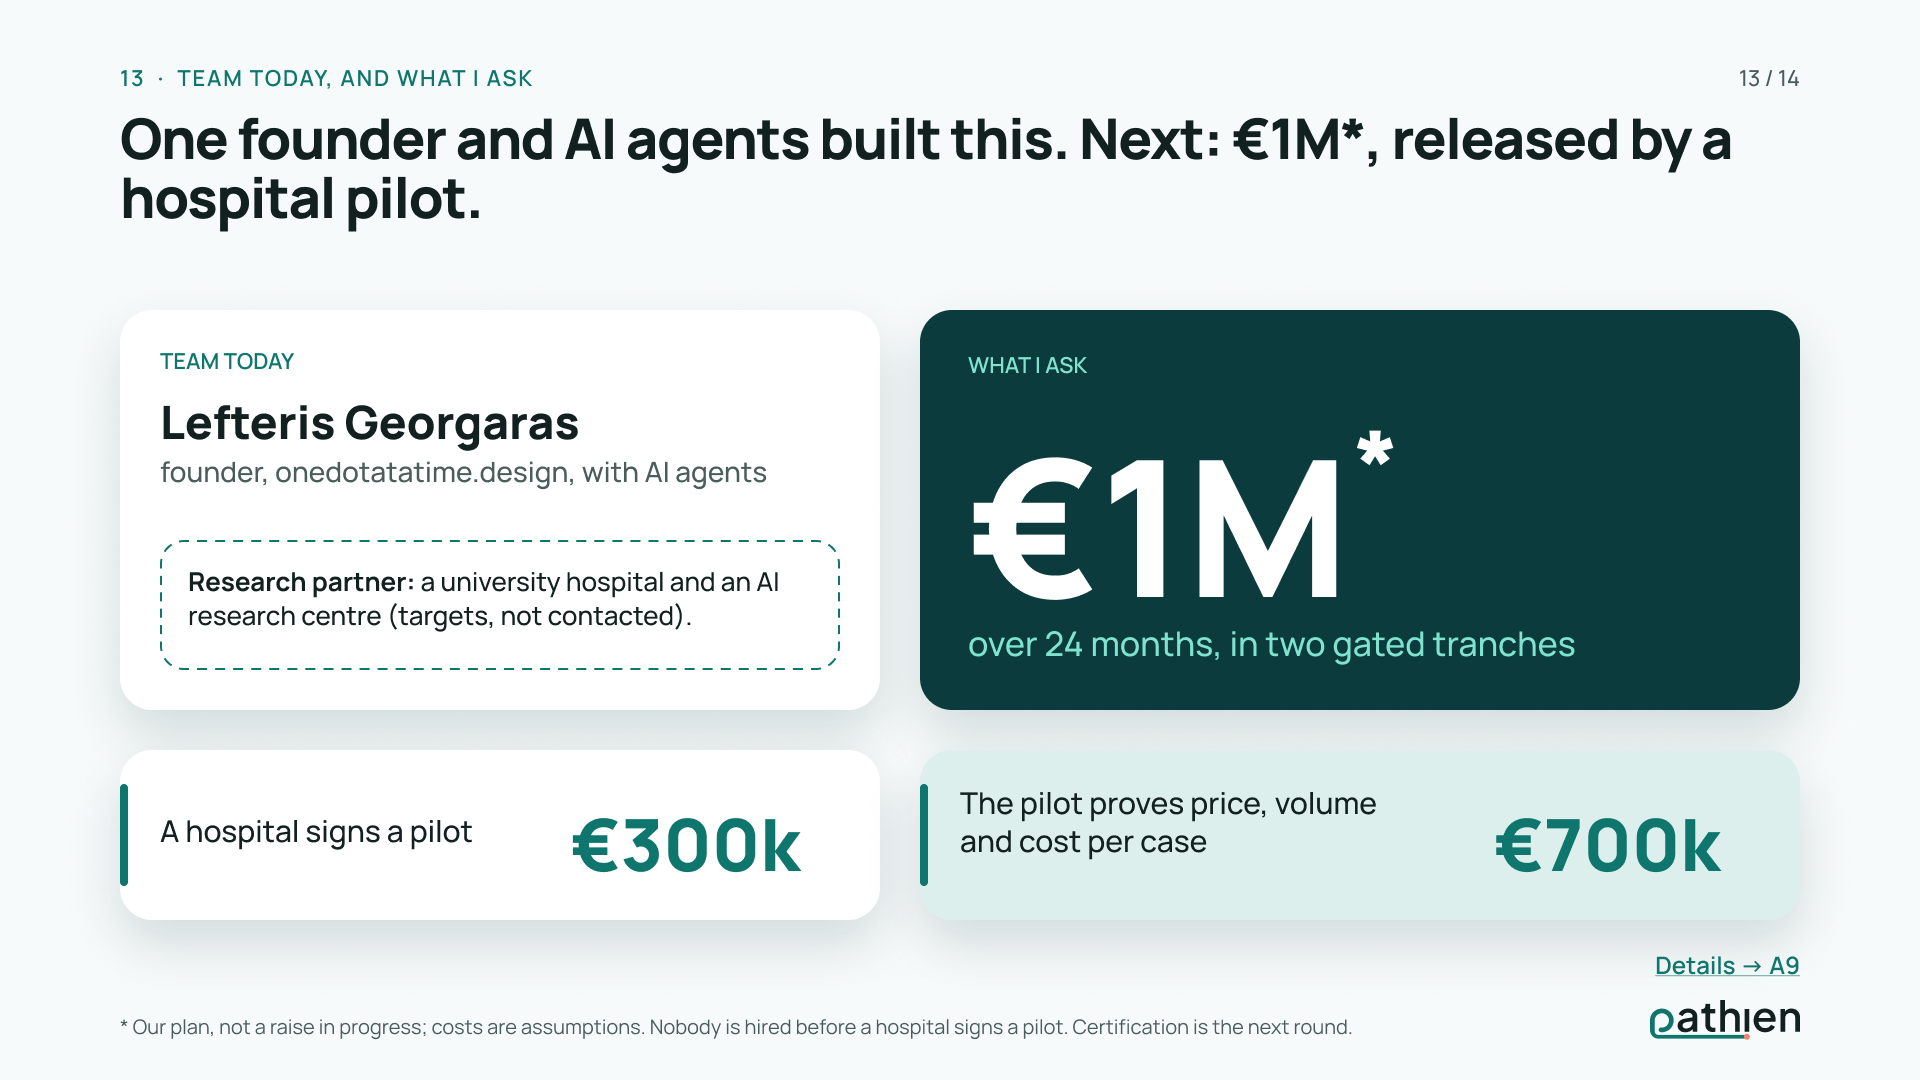 13 · TEAM TODAY, AND WHAT I ASK
13 / 14
One founder and AI agents built this. Next: €1M*, released by a
hospital pilot.
TEAM TODAY
Lefteris Georgaras
founder, onedotatatime.design, with AI agents
Research partner: a university hospital and an AI
research centre (targets, not contacted).
WHAT I ASK
€1M*
over 24 months, in two gated tranches
A hospital signs a pilot
€300k
The pilot proves price, volume
and cost per case
€700k
Details → A9
* Our plan, not a raise in progress; costs are assumptions. Nobody is hired before a hospital signs a pilot. Certification is the next round.
pathien